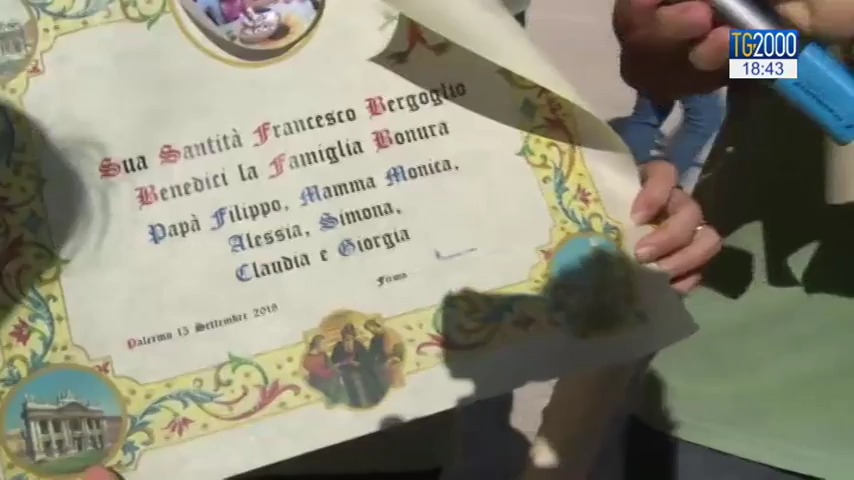 TG2000
18:43
Sua Santità Francesco Bergoglio
Benedici la Famiglia Bonura
Papà Filippo, Mamma Monica,
Alessia, Simona,
Claudia e Giorgia
Firma
Palermo 15 Settembre 2018